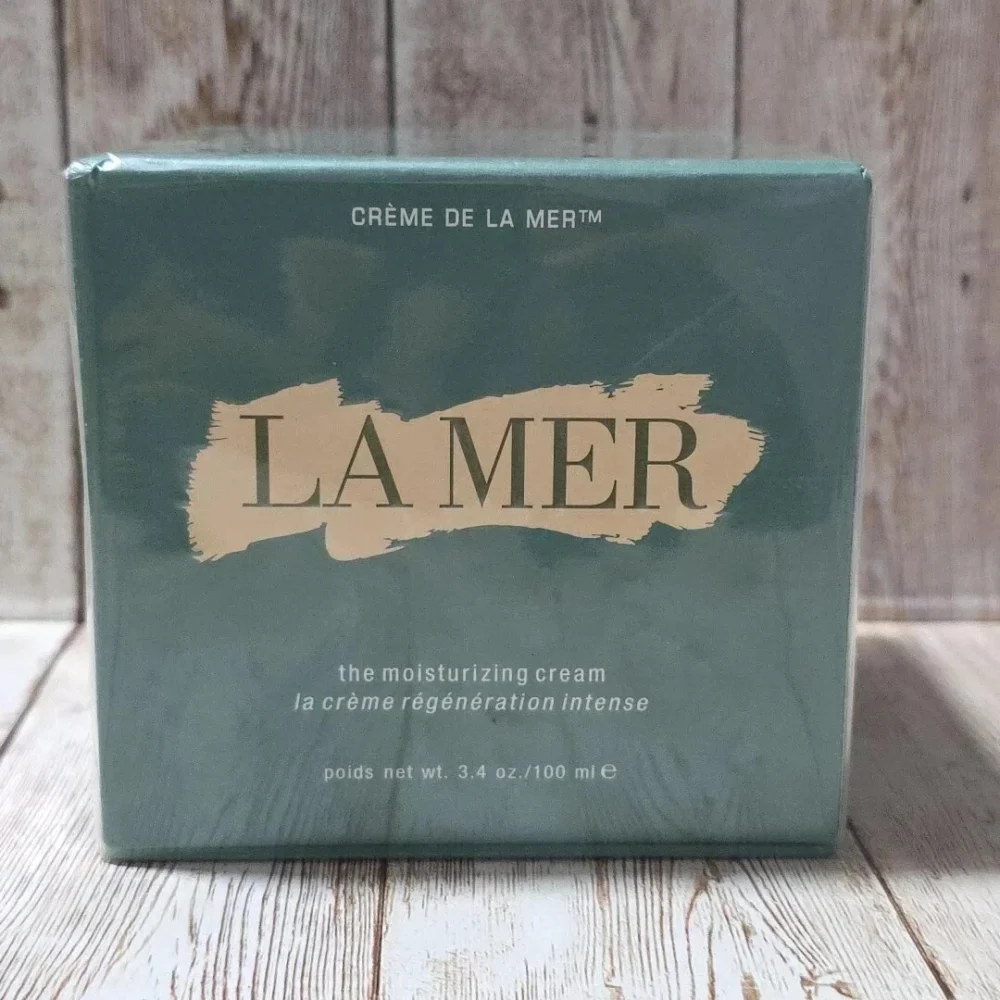 CRÈME DE LA MER™
LA MER
the moisturizing cream
la crème régénération intense
poids net wt. 3.4 oz./100 ml ℮